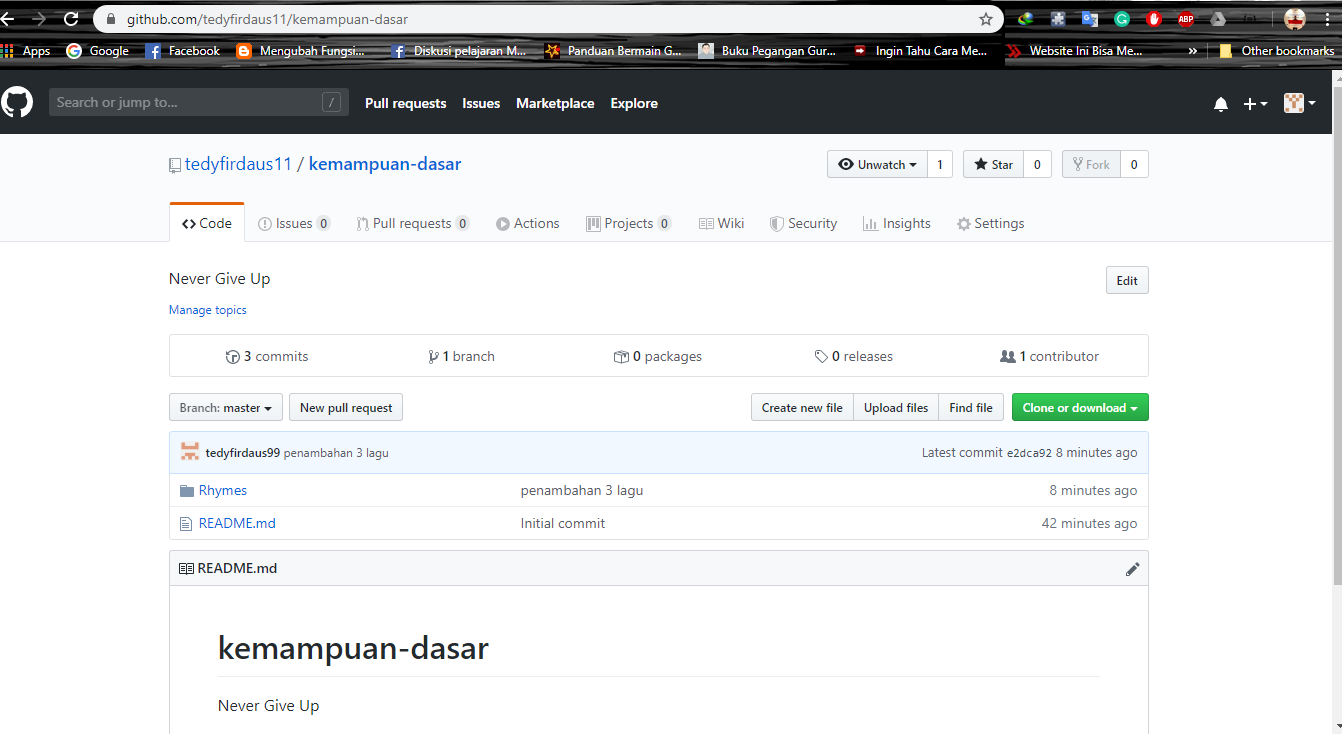 github.com/tedyfirdaus11/kemampuan-dasar
ABP
Apps Google Facebook Mengubah Fungsi... Diskusi pelajaran M... Panduan Bermain G... Buku Pegangan Gur... Ingin Tahu Cara Me... Website Ini Bisa Me... » Other bookmarks
Search or jump to... / Pull requests Issues Marketplace Explore
tedyfirdaus11 / kemampuan-dasar Unwatch 1 Star 0 Fork 0
Code Issues 0 Pull requests 0 Actions Projects 0 Wiki Security Insights Settings
Never Give Up Edit
Manage topics
3 commits 1 branch 0 packages 0 releases 1 contributor
Branch: master New pull request Create new file Upload files Find file Clone or download
tedyfirdaus99 penambahan 3 lagu Latest commit e2dca92 8 minutes ago
Rhymes penambahan 3 lagu 8 minutes ago
README.md Initial commit 42 minutes ago
README.md
kemampuan-dasar
Never Give Up